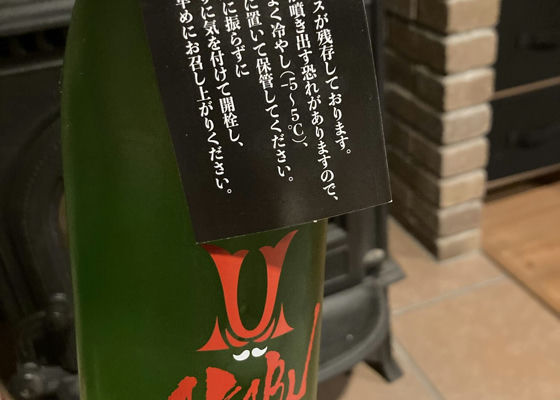 スが残存しております。
噴き出す恐れがありますので、
よく冷やし(-5~5℃)、
に置いて保管してください。
に振らずに
ずに気を付けて開栓し、
早めにお召し上がりください。
AKABU